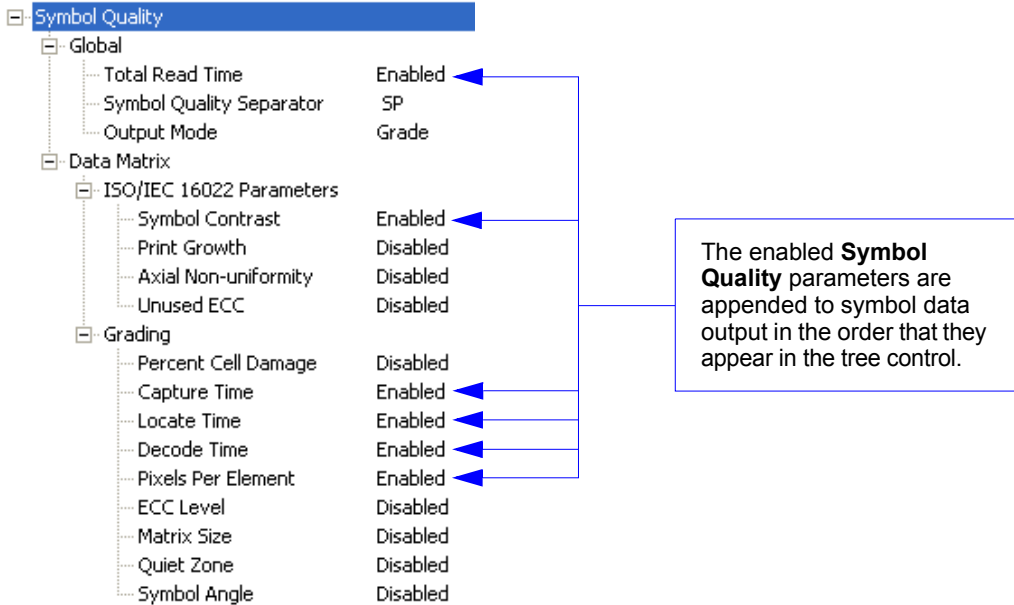 Symbol Quality
Global
Total Read Time Enabled
Symbol Quality Separator SP
Output Mode Grade
Data Matrix
ISO/IEC 16022 Parameters
Symbol Contrast Enabled
Print Growth Disabled
Axial Non-uniformity Disabled
Unused ECC Disabled
Grading
Percent Cell Damage Disabled
Capture Time Enabled
Locate Time Enabled
Decode Time Enabled
Pixels Per Element Enabled
ECC Level Disabled
Matrix Size Disabled
Quiet Zone Disabled
Symbol Angle Disabled
The enabled Symbol
Quality parameters are
appended to symbol data
output in the order that they
appear in the tree control.